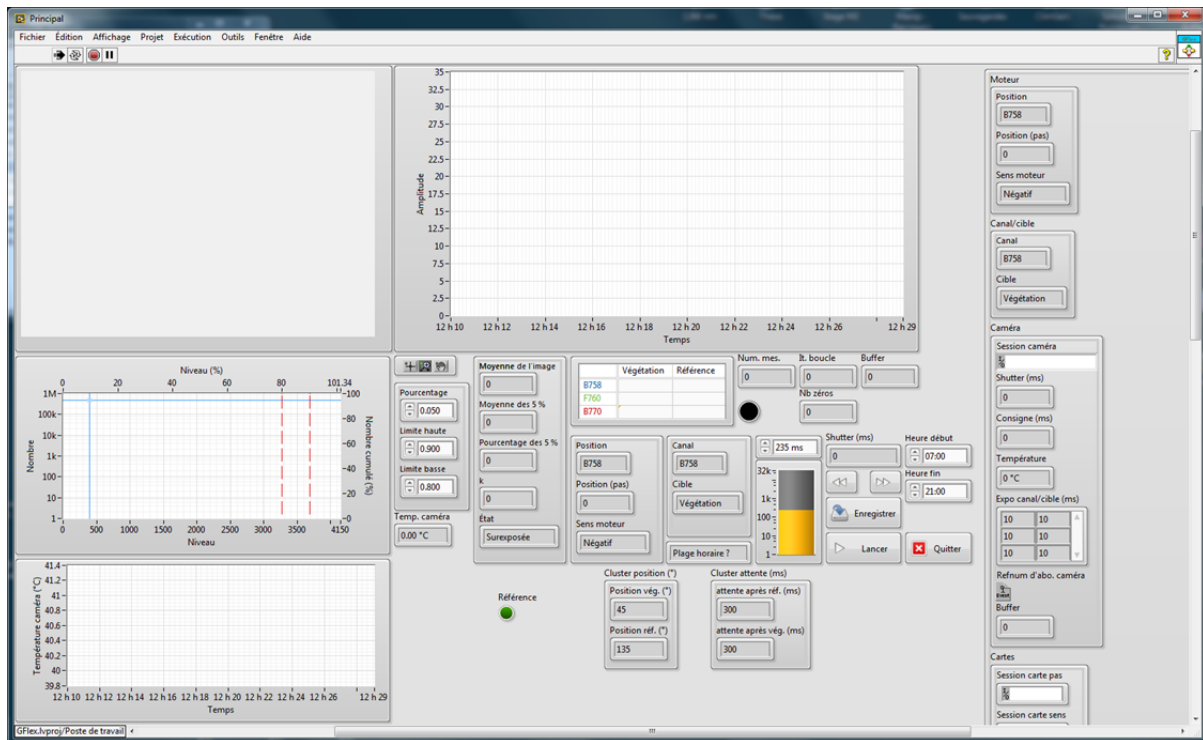 Principal
Fichier Édition Affichage Projet Exécution Outils Fenêtre Aide
GFlex
35
32.5
30
27.5
25
22.5
20
17.5
15
12.5
10
7.5
5
2.5
0
Amplitude
12 h 10 12 h 12 12 h 14 12 h 16 12 h 18 12 h 20 12 h 22 12 h 24 12 h 26 12 h 29
Temps
Niveau (%)
0 20 40 60 80 101.34
1M
100k
10k
1k
100
10
1
Nombre
100
80
60
40
20
0
Nombre cumulé (%)
0 500 1000 1500 2000 2500 3000 3500 4150
Niveau
Pourcentage
0.050
Limite haute
0.900
Limite basse
0.800
Temp. caméra
0.00 °C
Moyenne de l'image
0
Moyenne des 5 %
0
Pourcentage des 5 %
0
k
0
État
Surexposée
Végétation Référence
B758
F760
B770
Num. mes.
0
It. boucle
0
Buffer
0
Nb zéros
0
Position
B758
Position (pas)
0
Sens moteur
Négatif
Canal
B758
Cible
Végétation
Plage horaire ?
235 ms
32k
1k
100
10
1
Shutter (ms)
0
Heure début
07:00
Heure fin
21:00
Enregistrer
Lancer
Quitter
41.4
41.2
41
40.8
40.6
40.4
40.2
40
39.8
Température caméra (°C)
12 h 10 12 h 12 12 h 14 12 h 16 12 h 18 12 h 20 12 h 22 12 h 24 12 h 26 12 h 29
Temps
Référence
Cluster position (°)
Position vég. (°)
45
Position réf. (°)
135
Cluster attente (ms)
attente après réf. (ms)
300
attente après vég. (ms)
300
Moteur
Position
B758
Position (pas)
0
Sens moteur
Négatif
Canal/cible
Canal
B758
Cible
Végétation
Caméra
Session caméra
Shutter (ms)
0
Consigne (ms)
0
Température
0 °C
Expo canal/cible (ms)
10 10
10 10
10 10
Refnum d'abo. caméra
Event
Buffer
0
Cartes
Session carte pas
Session carte sens
GFlex.lvproj/Poste de travail